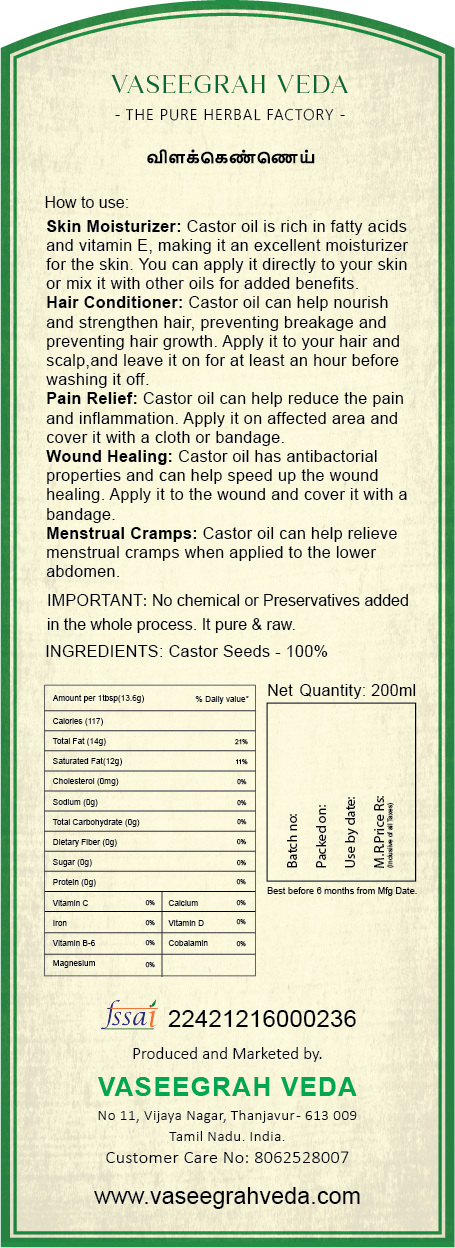 VASEEGRAH VEDA
- THE PURE HERBAL FACTORY -
விளக்கெண்ணெய்
How to use:
Skin Moisturizer: Castor oil is rich in fatty acids
and vitamin E, making it an excellent moisturizer
for the skin. You can apply it directly to your skin
or mix it with other oils for added benefits.
Hair Conditioner: Castor oil can help nourish
and strengthen hair, preventing breakage and
preventing hair growth. Apply it to your hair and
scalp,and leave it on for at least an hour before
washing it off.
Pain Relief: Castor oil can help reduce the pain
and inflammation. Apply it on affected area and
cover it with a cloth or bandage.
Wound Healing: Castor oil has antibactorial
properties and can help speed up the wound
healing. Apply it to the wound and cover it with a
bandage.
Menstrual Cramps: Castor oil can help relieve
menstrual cramps when applied to the lower
abdomen.
IMPORTANT: No chemical or Preservatives added
in the whole process. It pure & raw.
INGREDIENTS: Castor Seeds - 100%
Amount per 1tbsp(13.6g) % Daily value*
Calories (117)
Total Fat (14g) 21%
Saturated Fat(12g) 11%
Cholesterol (0mg) 0%
Sodium (0g) 0%
Total Carbohydrate (0g) 0%
Dietary Fiber (0g) 0%
Sugar (0g) 0%
Protein (0g) 0%
Vitamin C 0% Calcium 0%
Iron 0% Vitamin D 0%
Vitamin B-6 0% Cobalamin 0%
Magnesium 0%
Net Quantity: 200ml
Batch no:
Packed on:
Use by date:
M.R.Price Rs:
(Inclusive of all Taxes)
Best before 6 months from Mfg Date.
fssai 22421216000236
Produced and Marketed by.
VASEEGRAH VEDA
No 11, Vijaya Nagar, Thanjavur - 613 009
Tamil Nadu. India.
Customer Care No: 8062528007
www.vaseegrahveda.com